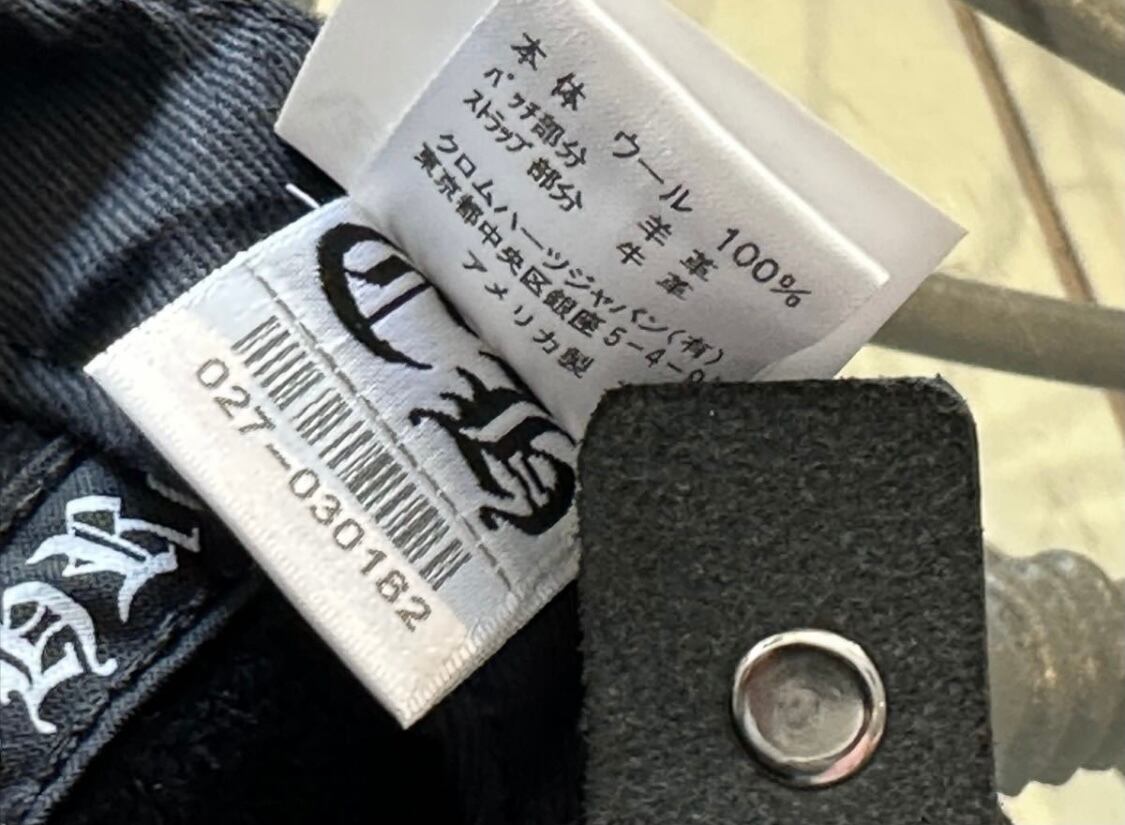 本体 ウール 100%
パッチ部分 羊革
ストラップ部分 牛革
クロムハーツジャパン(有)
東京都中央区銀座5-4-9
アメリカ製
CH
027-030182